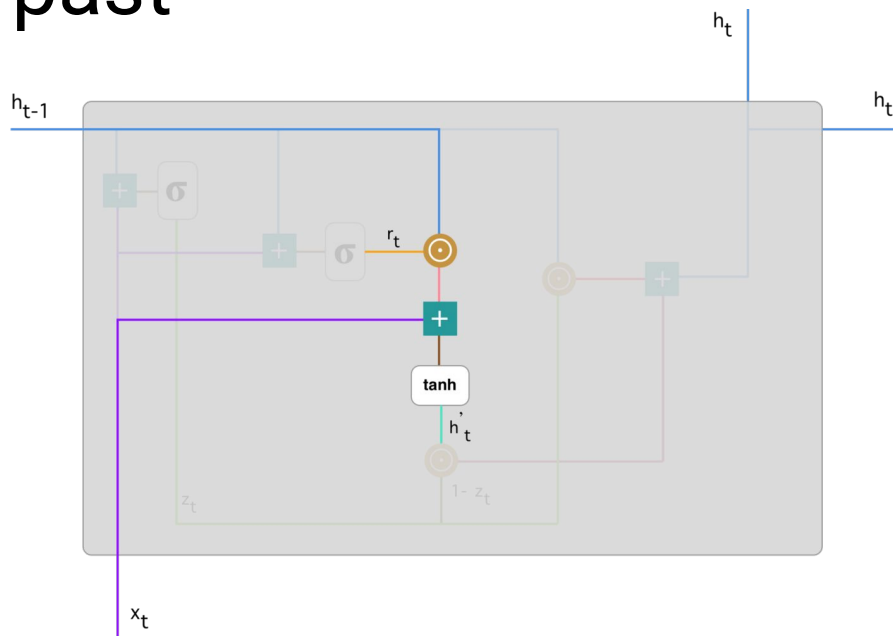 past
h_t
h_t-1
h_t
+
σ
r_t
+
σ
+
+
tanh
h'_t
1- z_t
z_t
x_t